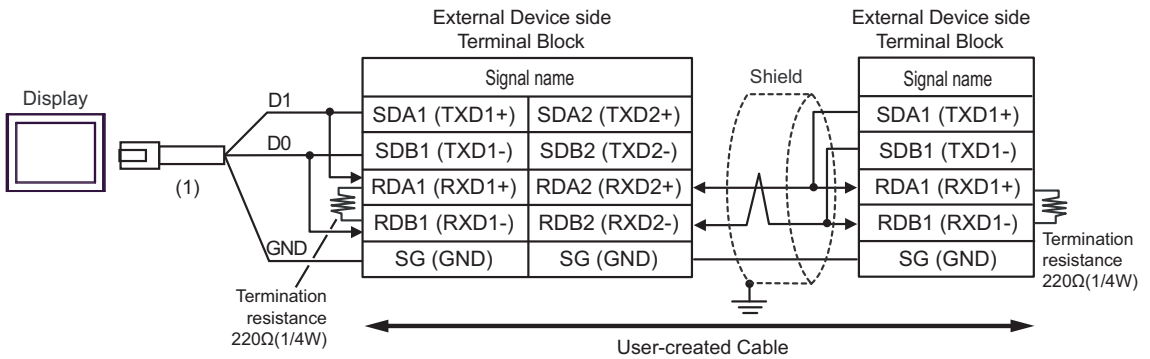 External Device side
Terminal Block
External Device side
Terminal Block
Display
(1)
D1
D0
GND
Signal name
SDA1 (TXD1+) SDA2 (TXD2+)
SDB1 (TXD1-) SDB2 (TXD2-)
RDA1 (RXD1+) RDA2 (RXD2+)
RDB1 (RXD1-) RDB2 (RXD2-)
SG (GND) SG (GND)
Shield
Signal name
SDA1 (TXD1+)
SDB1 (TXD1-)
RDA1 (RXD1+)
RDB1 (RXD1-)
SG (GND)
Termination
resistance
220Ω(1/4W)
Termination
resistance
220Ω(1/4W)
User-created Cable